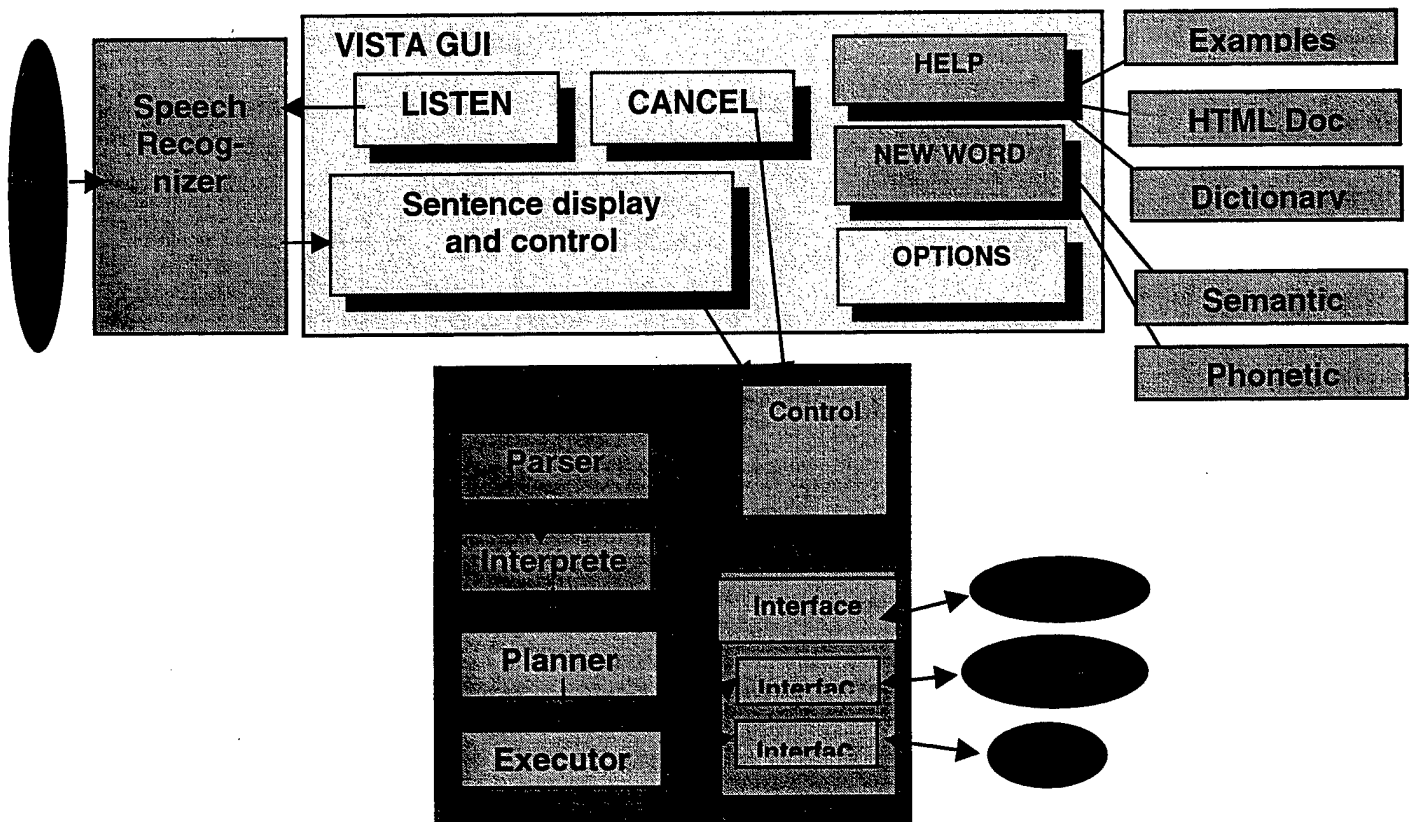 VISTA GUI
LISTEN
CANCEL
HELP
NEW WORD
OPTIONS
Speech
Recog-
nizer
Sentence display
and control
Examples
HTML Doc
Dictionary
Semantic
Phonetic
Control
Parser
Interprete
Planner
Executor
Interface
Interfac
Interfac